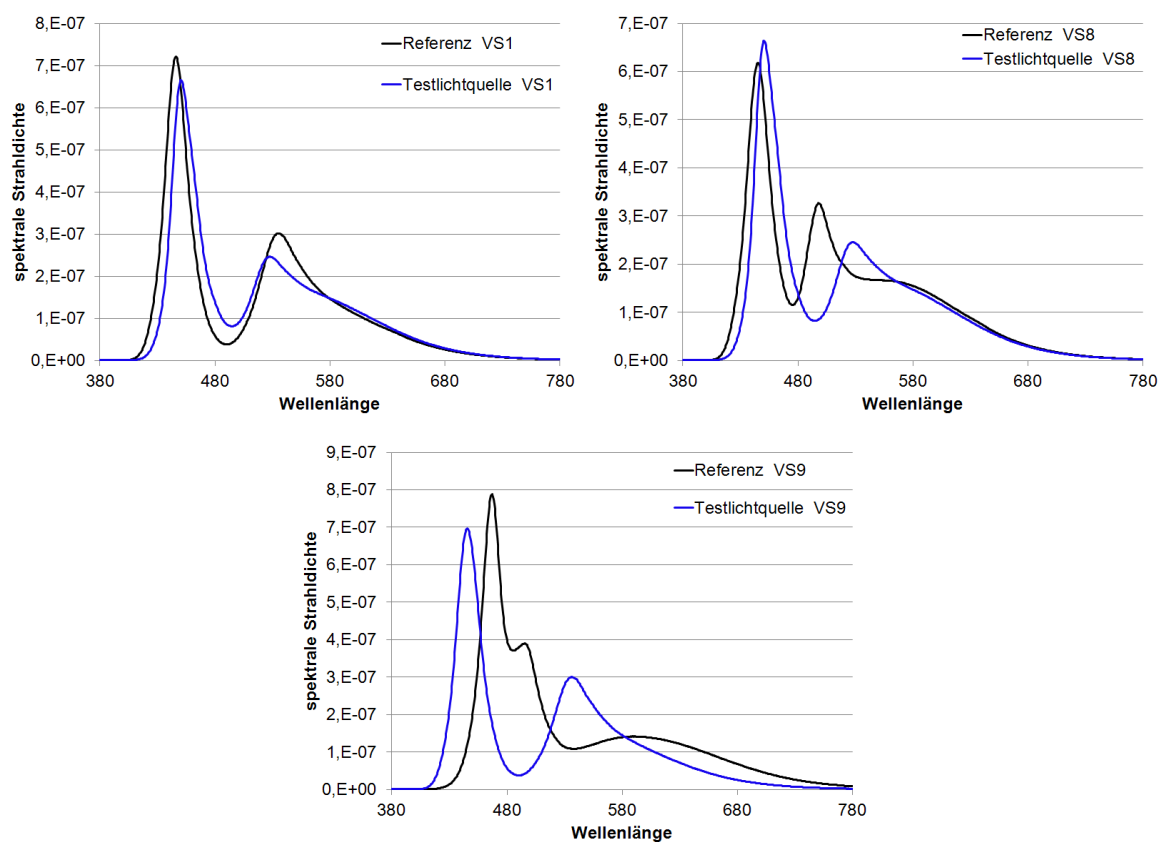 8,E-07
7,E-07
6,E-07
5,E-07
4,E-07
3,E-07
2,E-07
1,E-07
0,E+00
380
480
580
680
780
spektrale Strahldichte
Wellenlänge
Referenz VS1
Testlichtquelle VS1
7,E-07
6,E-07
5,E-07
4,E-07
3,E-07
2,E-07
1,E-07
0,E+00
380
480
580
680
780
spektrale Strahldichte
Wellenlänge
Referenz VS8
Testlichtquelle VS8
9,E-07
8,E-07
7,E-07
6,E-07
5,E-07
4,E-07
3,E-07
2,E-07
1,E-07
0,E+00
380
480
580
680
780
spektrale Strahldichte
Wellenlänge
Referenz VS9
Testlichtquelle VS9